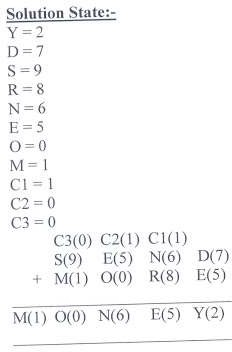 Solution State:-
Y = 2
D = 7
S = 9
R = 8
N = 6
E = 5
O = 0
M = 1
C1 = 1
C2 = 0
C3 = 0
C3(0) C2(1) C1(1)
S(9) E(5) N(6) D(7)
+ M(1) O(0) R(8) E(5)
M(1) O(0) N(6) E(5) Y(2)